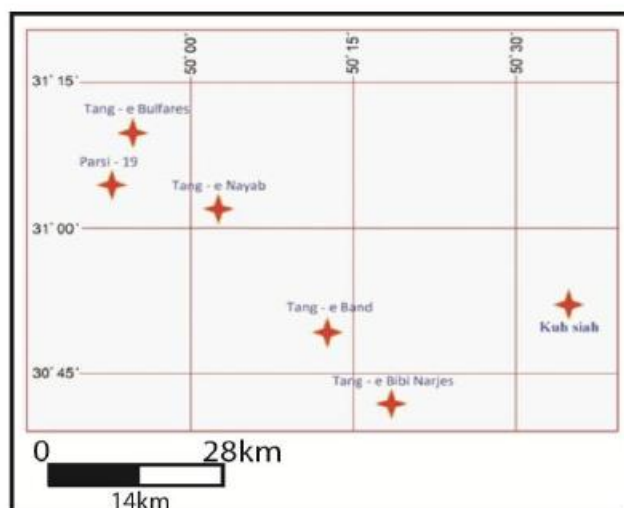 50˚ 00'
50˚ 15'
50˚ 30'
31˚ 15'
Tang - e Bulfares
Parsi - 19
Tang - e Nayab
31˚ 00'
Tang - e Band
Kuh siah
30˚ 45'
Tang - e Bibi Narjes
0 28km
14km